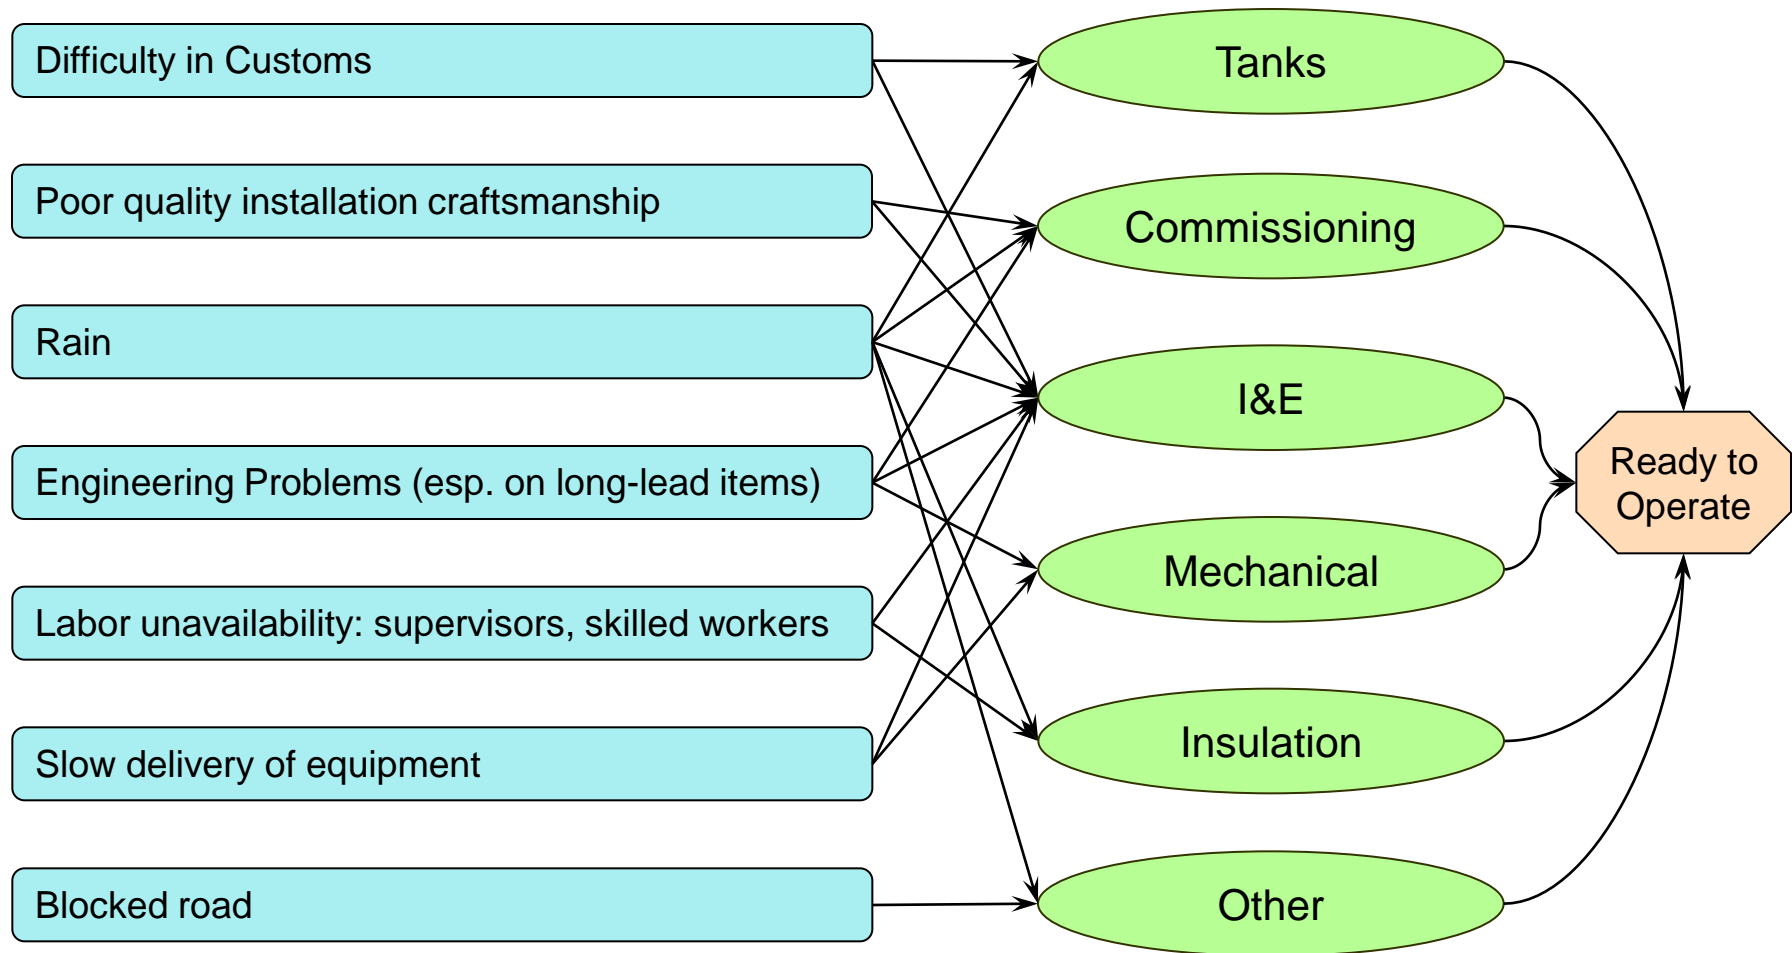 Difficulty in Customs
Poor quality installation craftsmanship
Rain
Engineering Problems (esp. on long-lead items)
Labor unavailability: supervisors, skilled workers
Slow delivery of equipment
Blocked road
Tanks
Commissioning
I&E
Mechanical
Insulation
Other
Ready to
Operate